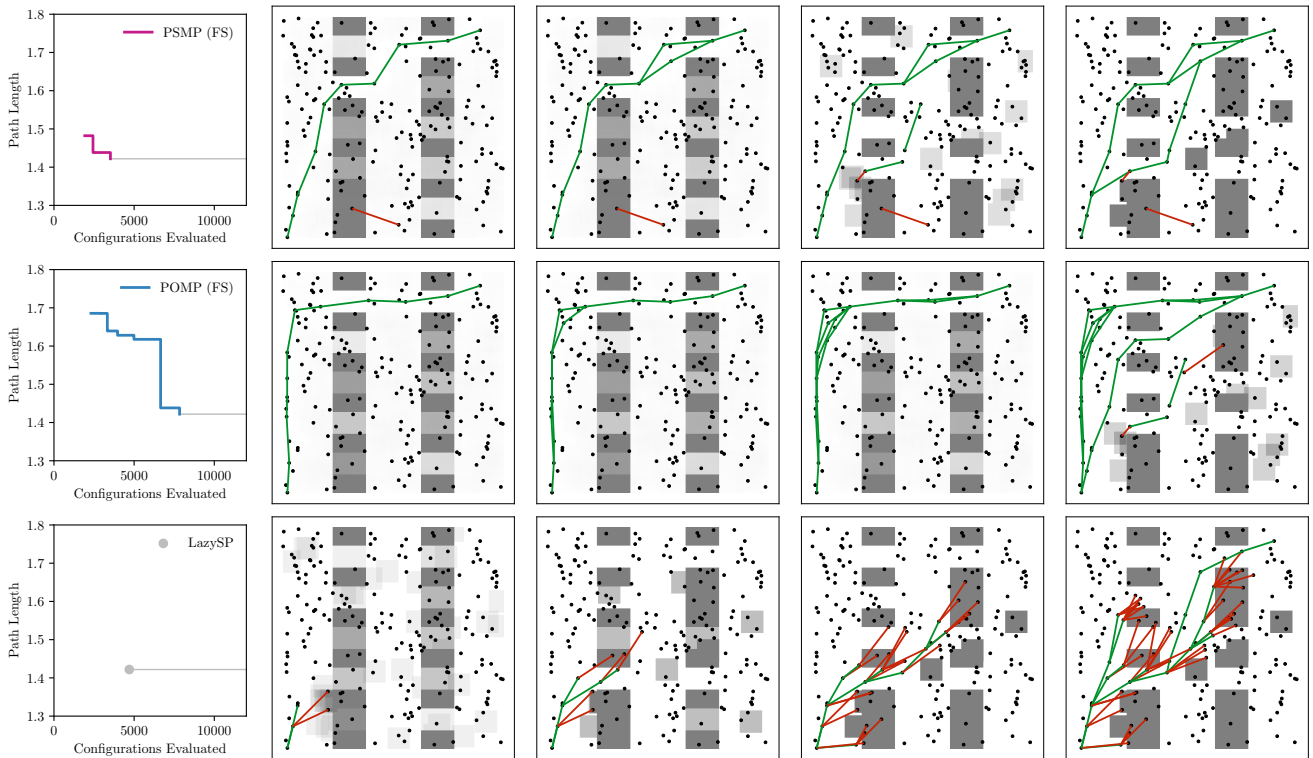 1.8
1.7
1.6
1.5
1.4
1.3
Path Length
PSMP (FS)
0 5000 10000
Configurations Evaluated
1.8
1.7
1.6
1.5
1.4
1.3
Path Length
POMP (FS)
0 5000 10000
Configurations Evaluated
1.8
1.7
1.6
1.5
1.4
1.3
Path Length
LazySP
0 5000 10000
Configurations Evaluated